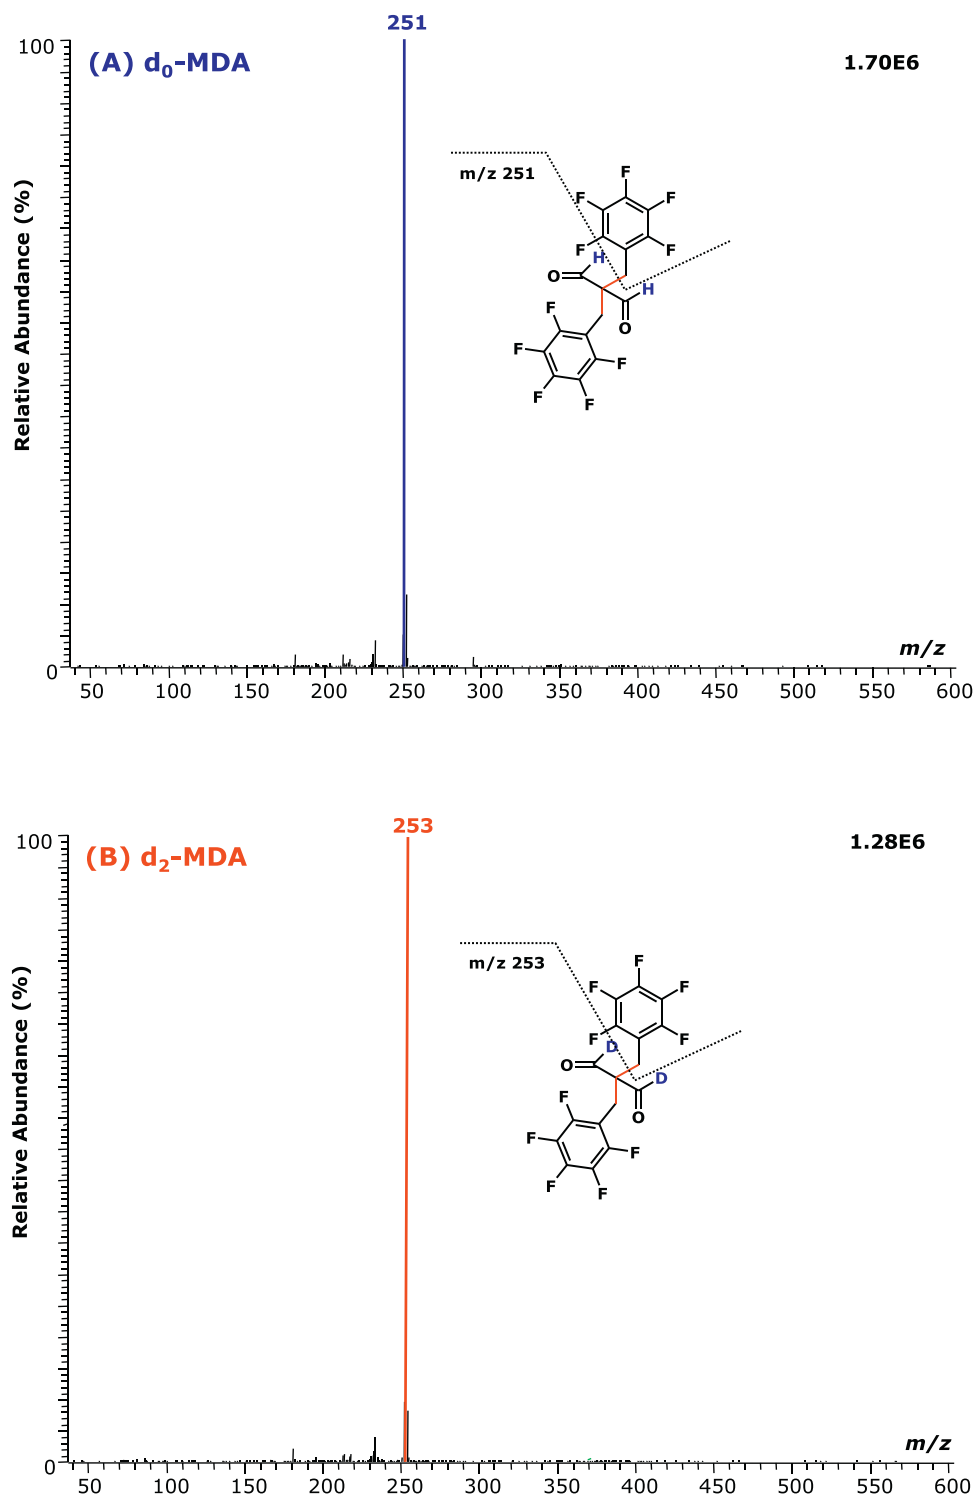 251
100
(A) d₀-MDA
1.70E6
m/z 251
F
F
F
F
F
H
O
H
O
F
F
F
F
F
Relative Abundance (%)
m/z
0
50 100 150 200 250 300 350 400 450 500 550 600
253
100
(B) d₂-MDA
1.28E6
m/z 253
F
F
F
F
F
D
O
D
O
F
F
F
F
F
Relative Abundance (%)
m/z
0
50 100 150 200 250 300 350 400 450 500 550 600